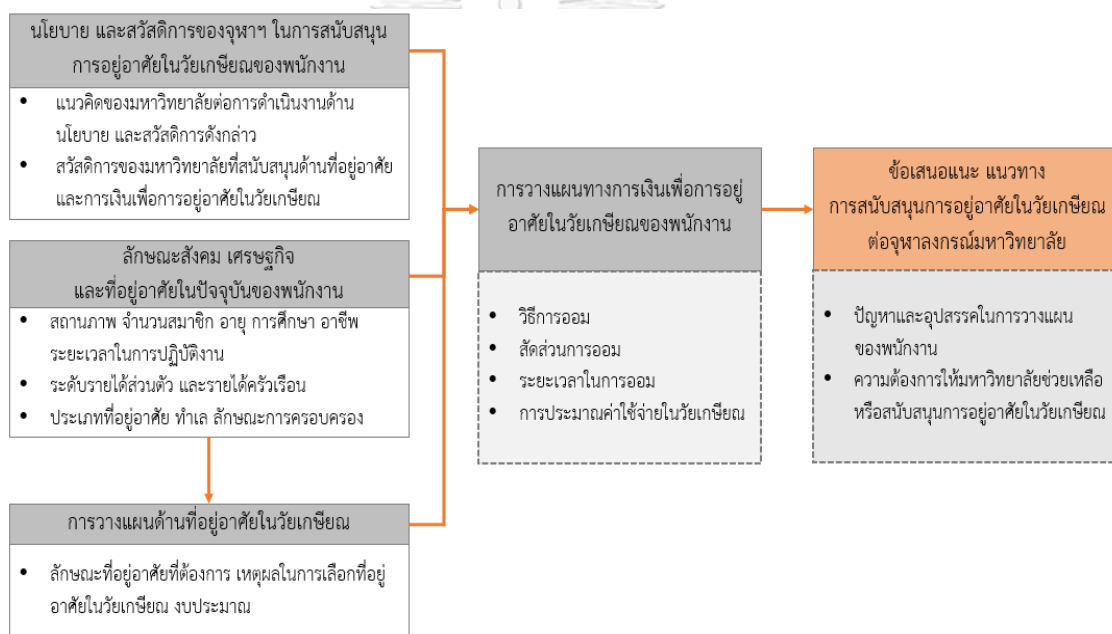 นโยบาย และสวัสดิการของจุฬาฯ ในการสนับสนุน
การอยู่อาศัยในวัยเกษียณของพนักงาน
• แนวคิดของมหาวิทยาลัยต่อการดำเนินงานด้าน
นโยบาย และสวัสดิการดังกล่าว
• สวัสดิการของมหาวิทยาลัยที่สนับสนุนด้านที่อยู่อาศัย
และการเงินเพื่อการอยู่อาศัยในวัยเกษียณ
ลักษณะสังคม เศรษฐกิจ
และที่อยู่อาศัยในปัจจุบันของพนักงาน
• สถานภาพ จำนวนสมาชิก อายุ การศึกษา อาชีพ
ระยะเวลาในการปฏิบัติงาน
• ระดับรายได้ส่วนตัว และรายได้ครัวเรือน
• ประเภทที่อยู่อาศัย ทำเล ลักษณะการครอบครอง
การวางแผนด้านที่อยู่อาศัยในวัยเกษียณ
• ลักษณะที่อยู่อาศัยที่ต้องการ เหตุผลในการเลือกที่อยู่
อาศัยในวัยเกษียณ งบประมาณ
การวางแผนทางการเงินเพื่อการอยู่
อาศัยในวัยเกษียณของพนักงาน
• วิธีการออม
• สัดส่วนการออม
• ระยะเวลาในการออม
• การประมาณค่าใช้จ่ายในวัยเกษียณ
ข้อเสนอแนะ แนวทาง
การสนับสนุนการอยู่อาศัยในวัยเกษียณ
ต่อจุฬาลงกรณ์มหาวิทยาลัย
• ปัญหาและอุปสรรคในการวางแผน
ของพนักงาน
• ความต้องการให้มหาวิทยาลัยช่วยเหลือ
หรือสนับสนุนการอยู่อาศัยในวัยเกษียณ